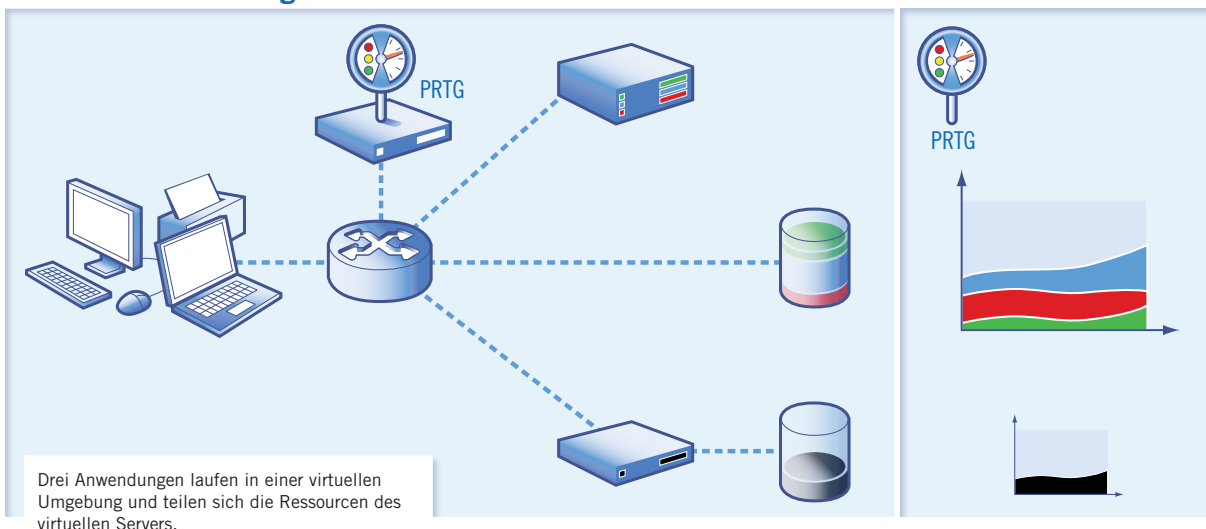 PRTG
PRTG
Drei Anwendungen laufen in einer virtuellen
Umgebung und teilen sich die Ressourcen des
virtuellen Servers.